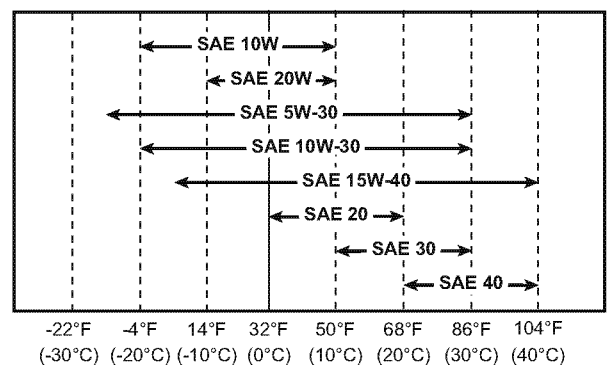 SAE 10W
SAE 20W
SAE 5W-30
SAE 10W-30
SAE 15W-40
SAE 20
SAE 30
SAE 40
-22°F -4°F 14°F 32°F 50°F 68°F 86°F 104°F
(-30°C) (-20°C) (-10°C) (0°C) (10°C) (20°C) (30°C) (40°C)